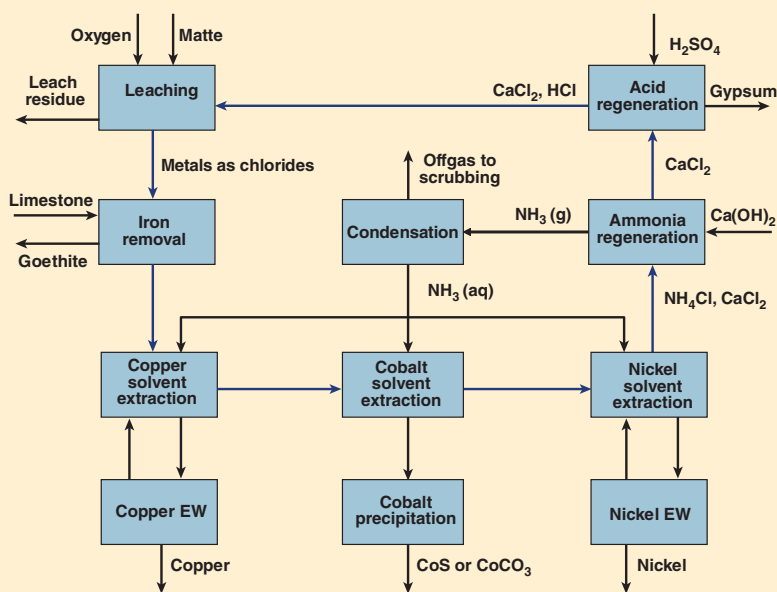 Oxygen
Matte
H₂SO₄
Leach
residue
Leaching
CaCl₂, HCl
Acid
regeneration
Gypsum
Metals as chlorides
Offgas to
scrubbing
CaCl₂
Limestone
Iron
removal
Goethite
Condensation
NH₃ (g)
Ammonia
regeneration
Ca(OH)₂
NH₃ (aq)
NH₄Cl, CaCl₂
Copper
solvent
extraction
Cobalt
solvent
extraction
Nickel
solvent
extraction
Copper EW
Cobalt
precipitation
Nickel EW
Copper
CoS or CoCO₃
Nickel